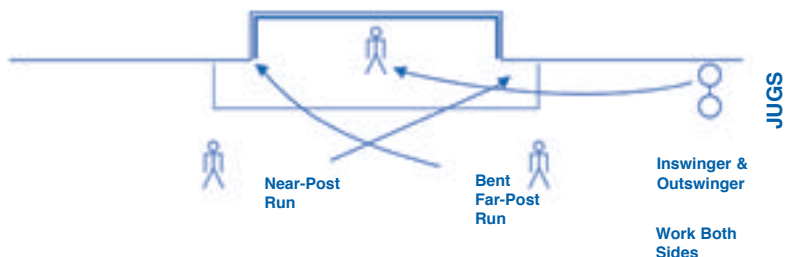 JUGS
Near-Post
Run
Bent
Far-Post
Run
Inswinger &
Outswinger
Work Both
Sides